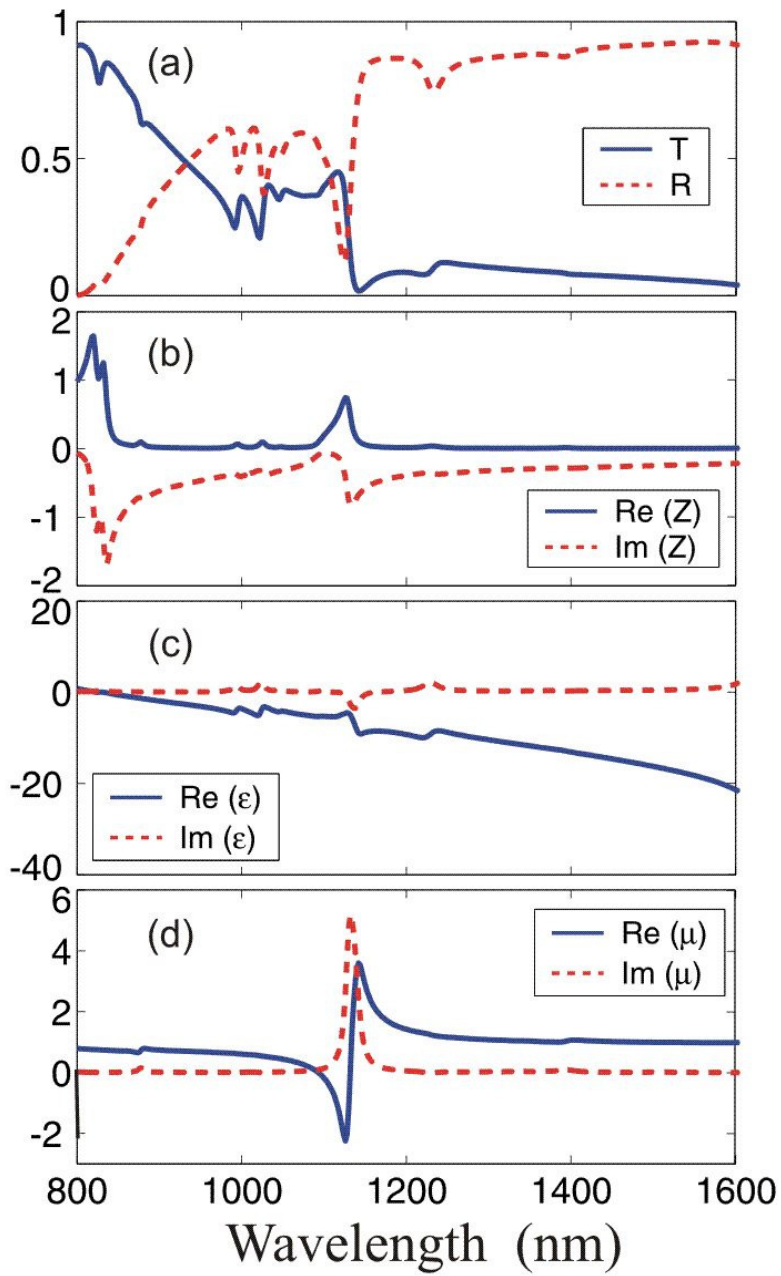 1
(a)
0.5
T
R
0
2
(b)
1
0
-1
Re (Z)
Im (Z)
-2
20
(c)
0
-20
Re (ε)
Im (ε)
-40
6
(d)
4
Re (μ)
Im (μ)
2
0
-2
800 1000 1200 1400 1600
Wavelength (nm)